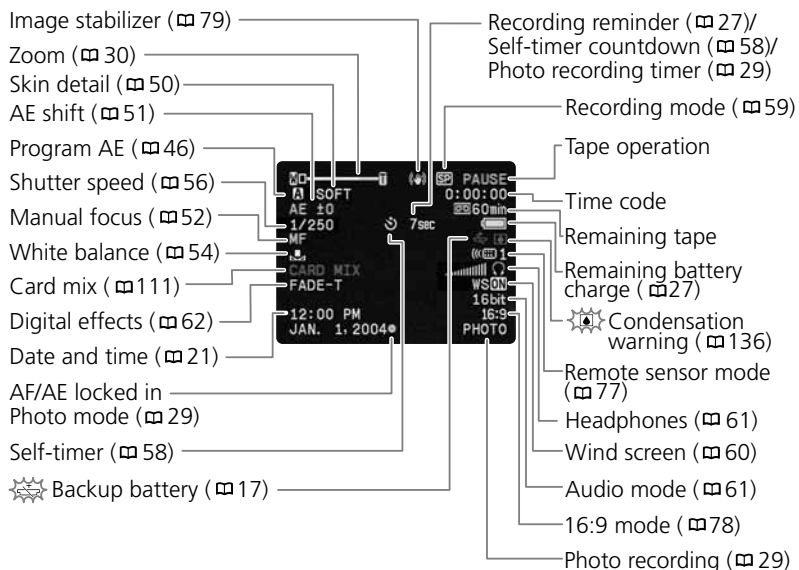 Image stabilizer (79)
Zoom (30)
Skin detail (50)
AE shift (51)
Program AE (46)
Shutter speed (56)
Manual focus (52)
White balance (54)
Card mix (111)
Digital effects (62)
Date and time (21)
AF/AE locked in
Photo mode (29)
Self-timer (58)
Backup battery (17)
W T SP PAUSE
A SOFT 0:00:00
AE ±0 60min
1/250 7SEC
MF
1
CARD MIX
FADE-T WS ON
16bit
12:00 PM 16:9
JAN. 1, 2004 PHOTO
Recording reminder (27)/
Self-timer countdown (58)/
Photo recording timer (29)
Recording mode (59)
Tape operation
Time code
Remaining tape
Remaining battery
charge (27)
Condensation
warning (136)
Remote sensor mode
(77)
Headphones (61)
Wind screen (60)
Audio mode (61)
16:9 mode (78)
Photo recording (29)